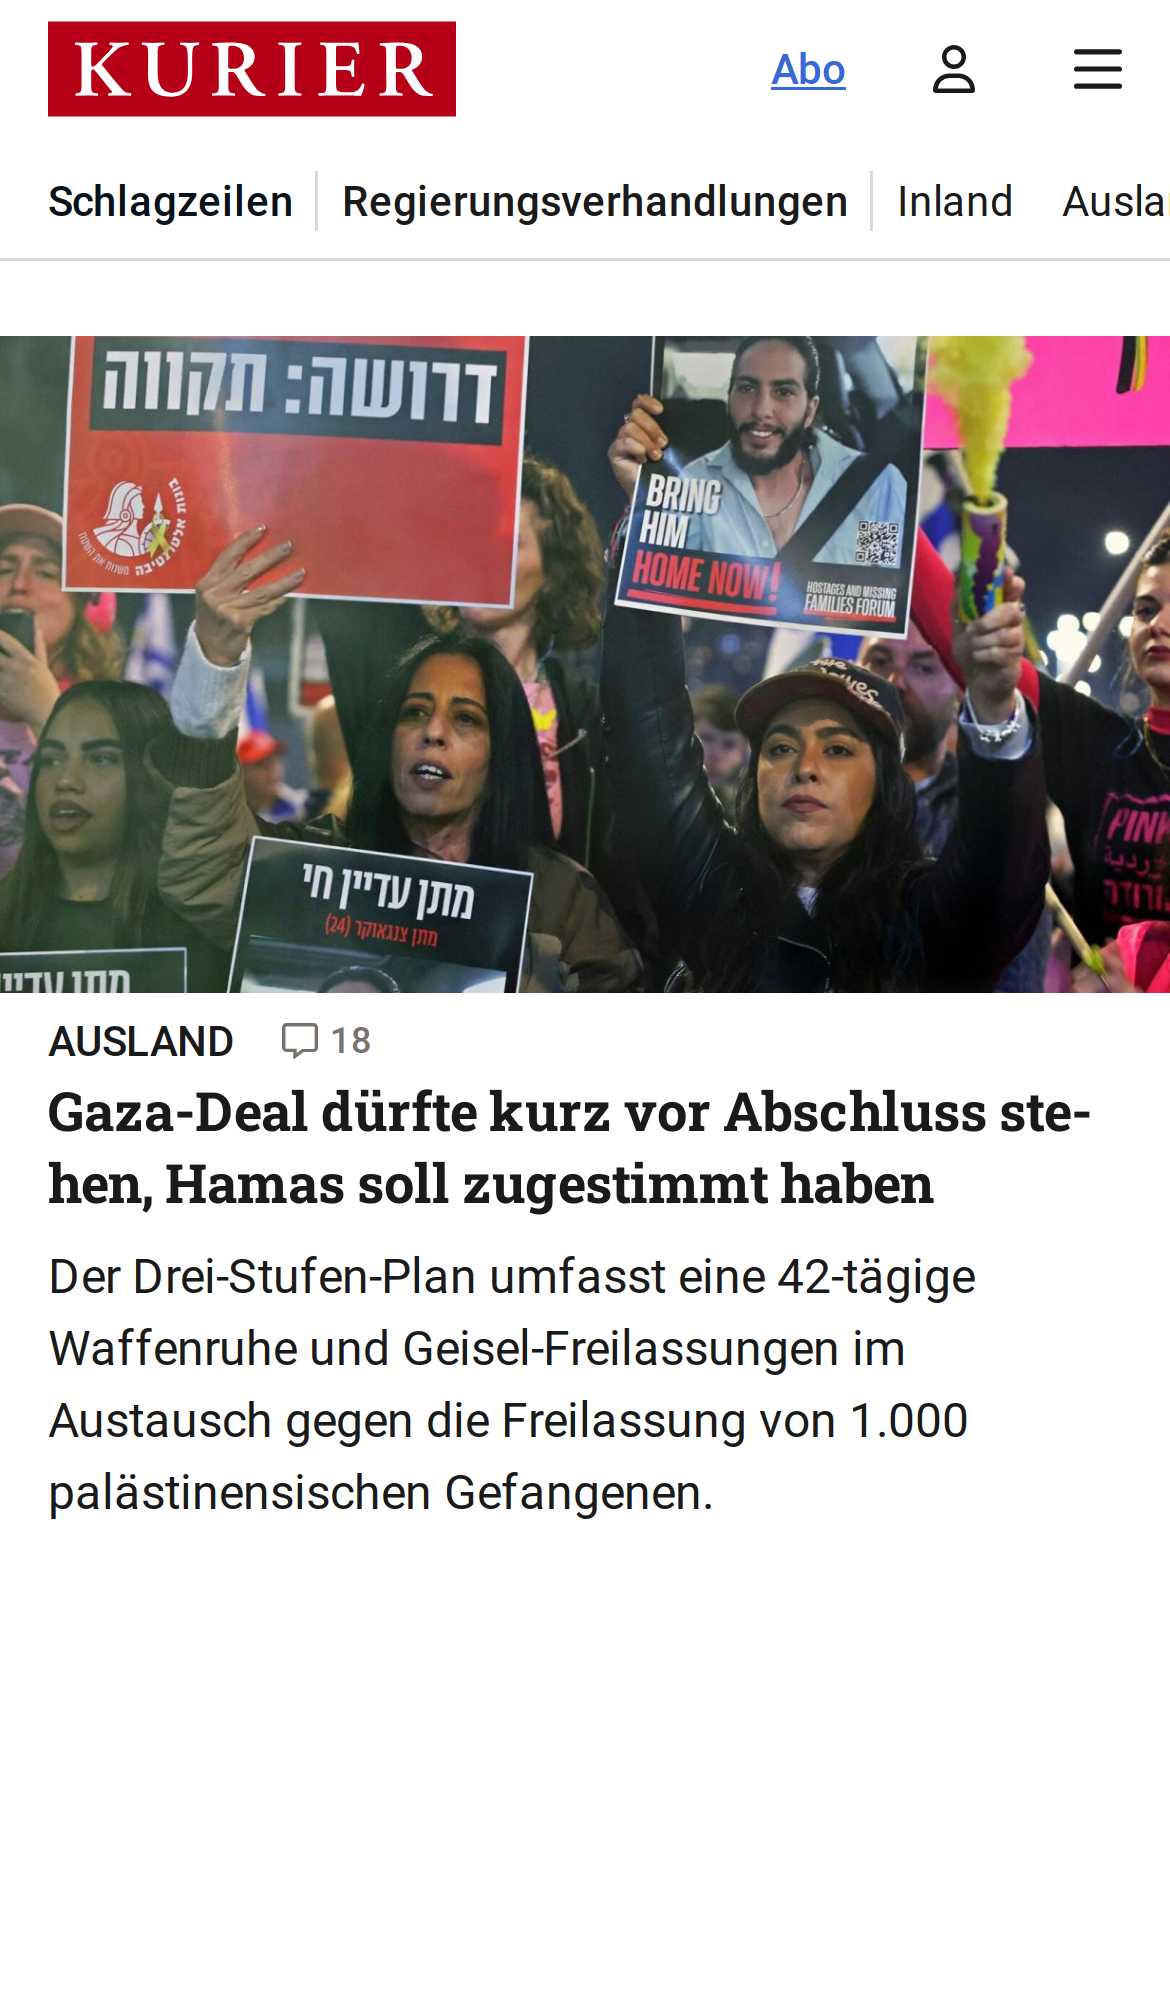 KURIER
Abo
Schlagzeilen
Regierungsverhandlungen
Inland
דרושה: תקווה
BRING
HIM
HOME NOW!
HOSTAGES AND MISSING
FAMILIES FORUM
מתן עדיין חי
מתן צנגאוקר (24)
AUSLAND
18
Gaza-Deal dürfte kurz vor Abschluss ste-
hen, Hamas soll zugestimmt haben
Der Drei-Stufen-Plan umfasst eine 42-tägige
Waffenruhe und Geisel-Freilassungen im
Austausch gegen die Freilassung von 1.000
palästinensischen Gefangenen.